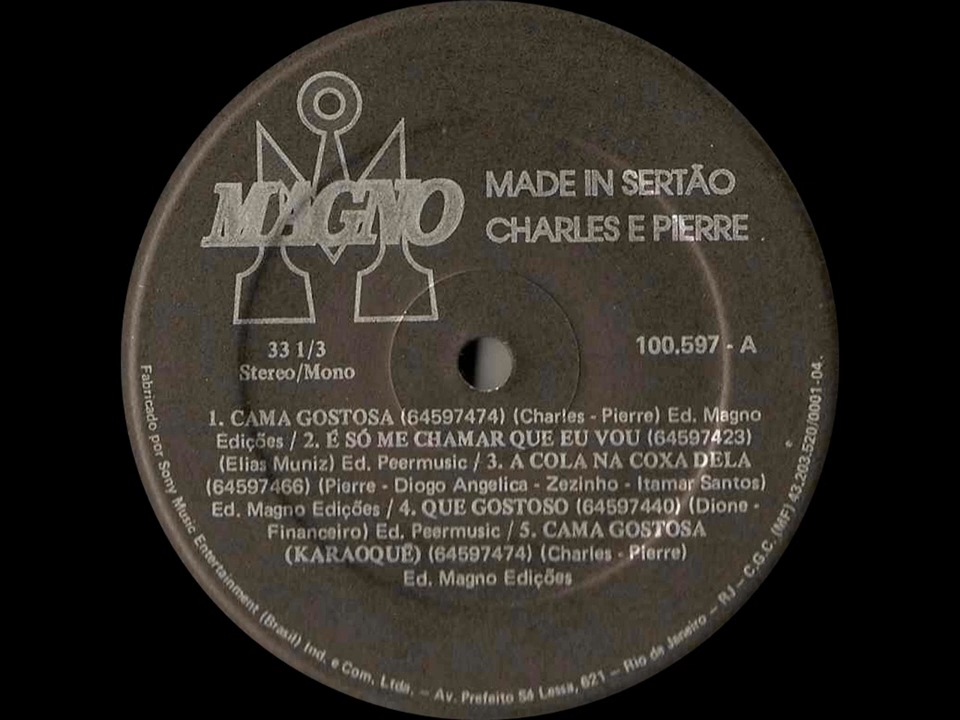 MAGNO
MADE IN SERTÃO
CHARLES E PIERRE
33 1/3
Stereo/Mono
100.597 - A
1. CAMA GOSTOSA (64597474) (Charles - Pierre) Ed. Magno
Edições / 2. É SÓ ME CHAMAR QUE EU VOU (64597423)
(Elias Muniz) Ed. Peermusic / 3. A COLA NA COXA DELA
(64597466) (Pierre - Diogo Angelica - Zezinho - Itamar Santos)
Ed. Magno Edições / 4. QUE GOSTOSO (64597440) (Dione -
Financeiro) Ed. Peermusic / 5. CAMA GOSTOSA
(KARAOQUÊ) (64597474) (Charles - Pierre)
Ed. Magno Edições
Fabricado por Sony Music Entertainment (Brasil) Ind. e Com. Ltda. - Av. Prefeito Sá Lessa, 621 - Rio de Janeiro - RJ - C.G.C. (MF) 43.203.520/0001-04.